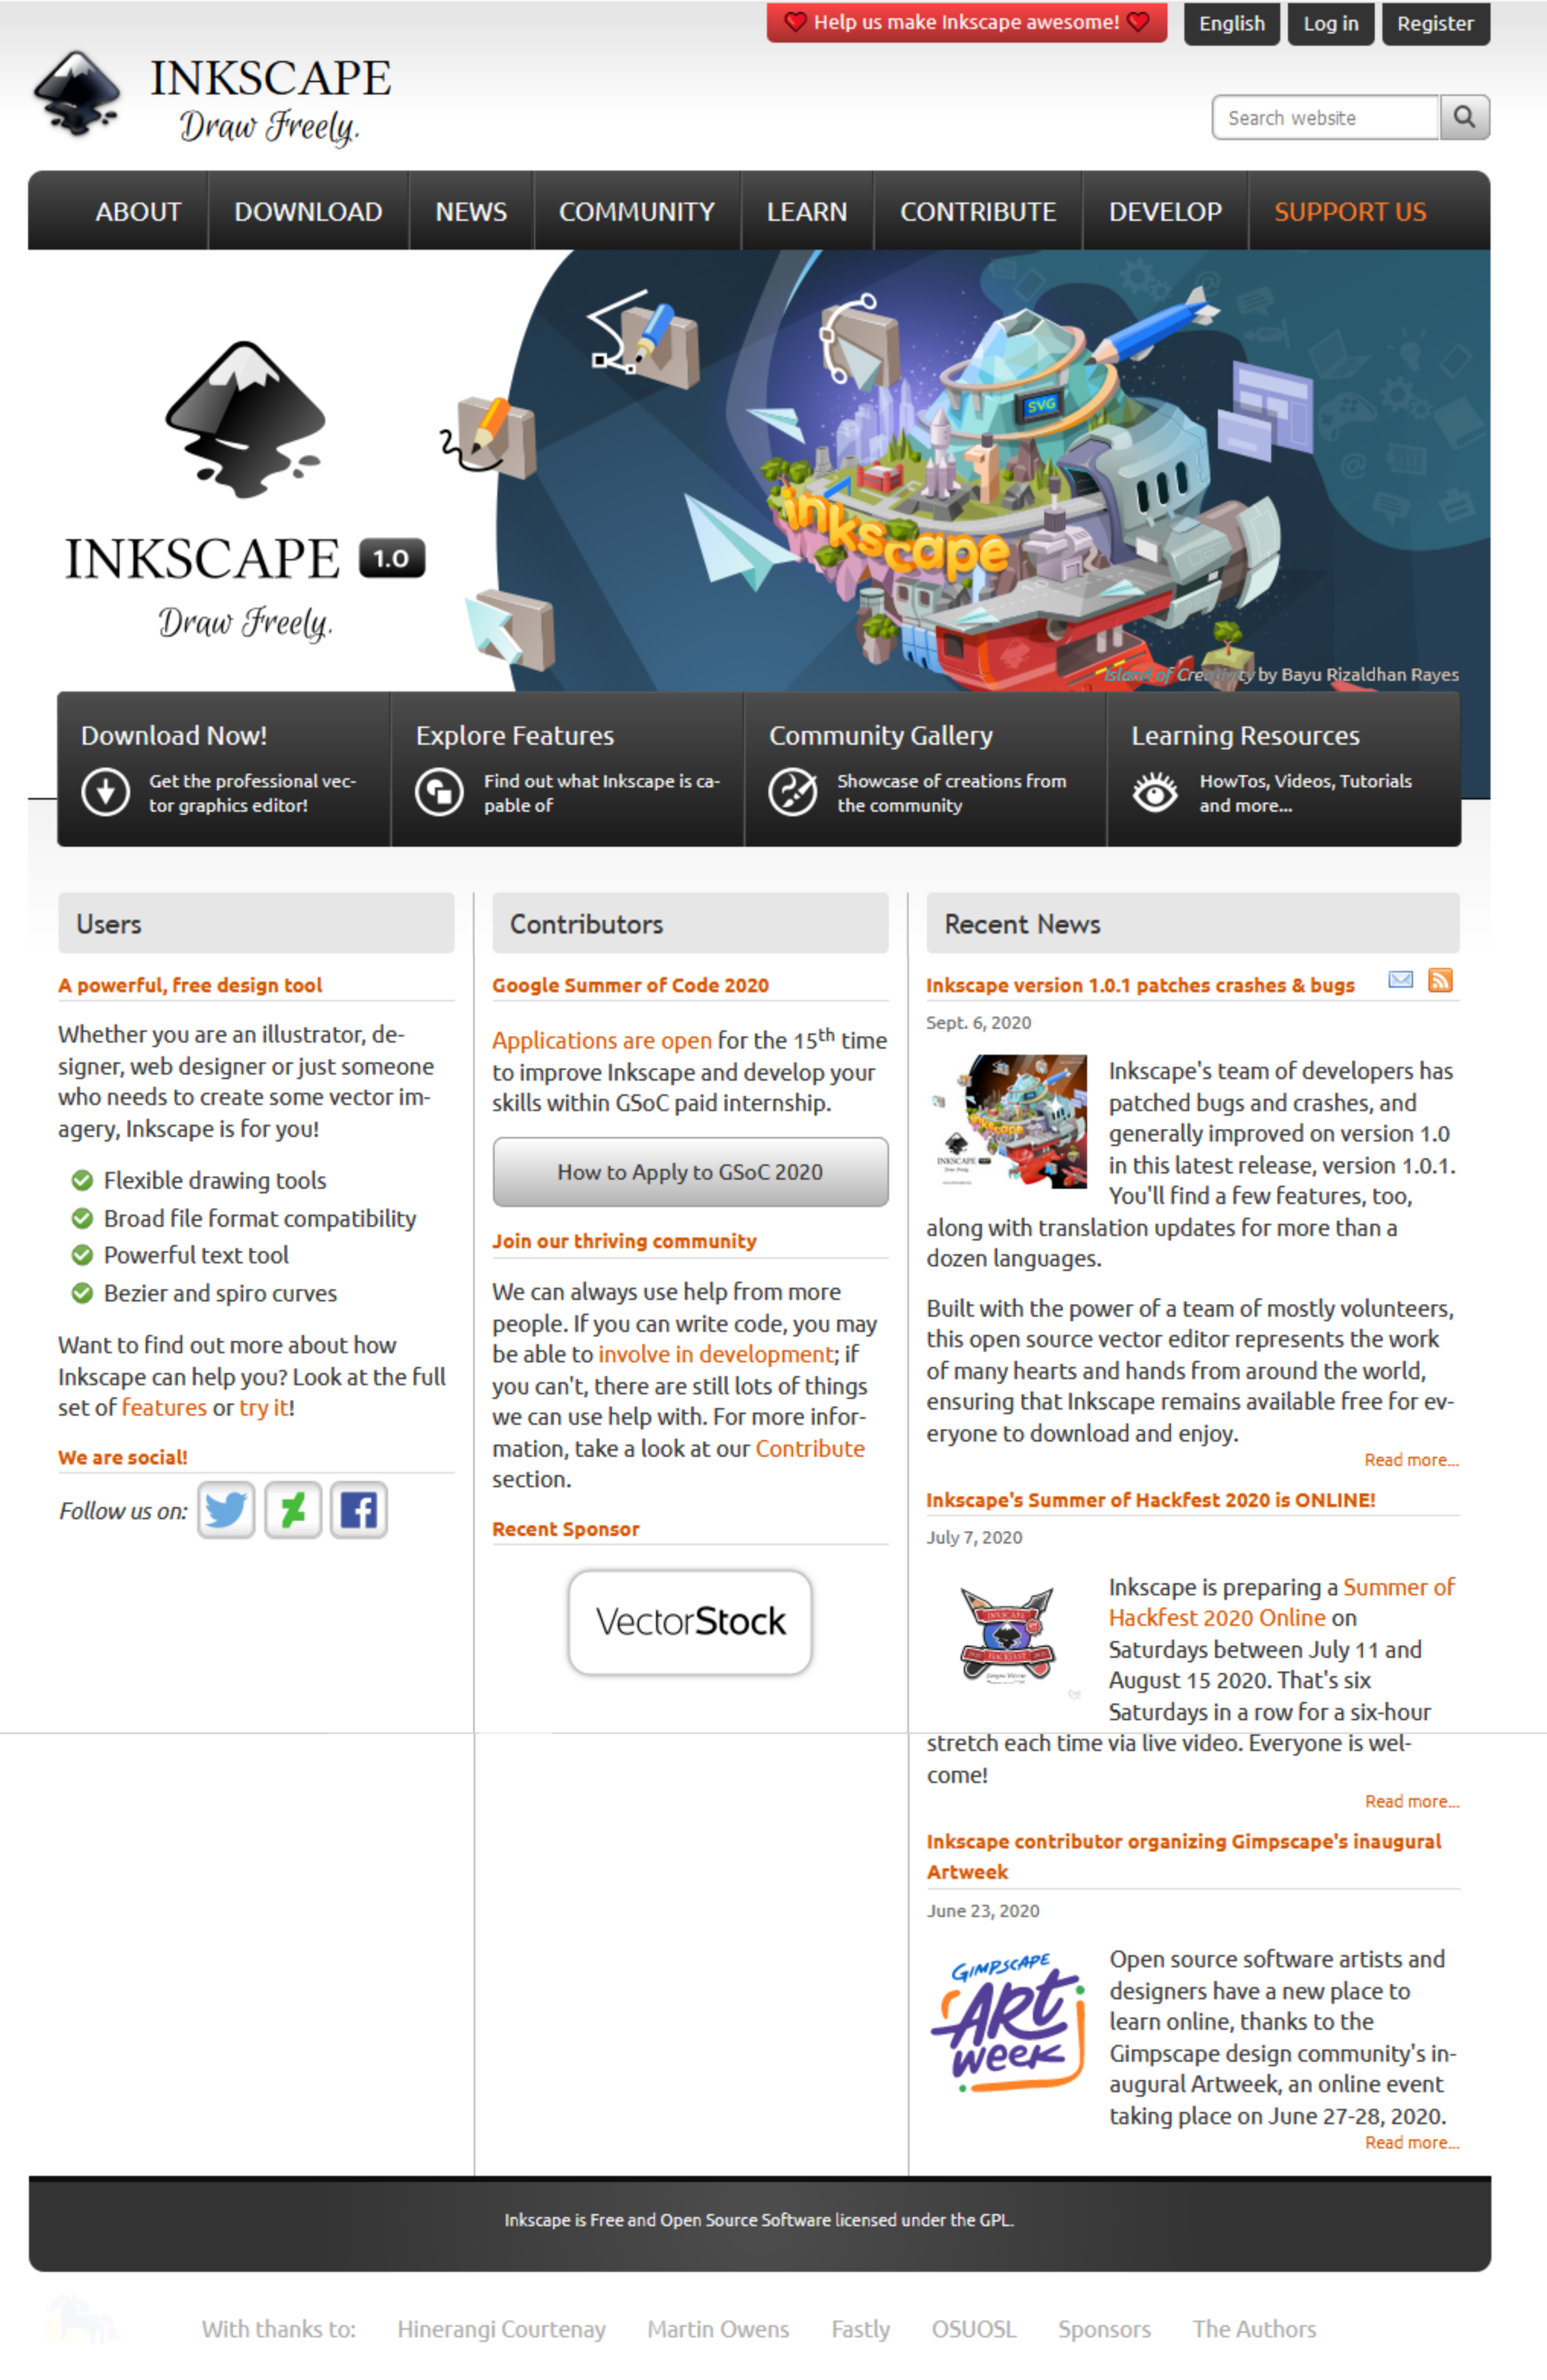 Help us make Inkscape awesome!
English
Log in
Register
INKSCAPE
Draw Freely.
Search website
ABOUT
DOWNLOAD
NEWS
COMMUNITY
LEARN
CONTRIBUTE
DEVELOP
SUPPORT US
SVG
inkscape
INKSCAPE 1.0
Draw Freely.
Island of Creativity by Bayu Rizaldhan Rayes
Download Now!
Get the professional vec-
tor graphics editor!
Explore Features
Find out what Inkscape is ca-
pable of
Community Gallery
Showcase of creations from
the community
Learning Resources
HowTos, Videos, Tutorials
and more...
Users
A powerful, free design tool
Whether you are an illustrator, de-
signer, web designer or just someone
who needs to create some vector im-
agery, Inkscape is for you!
Flexible drawing tools
Broad file format compatibility
Powerful text tool
Bezier and spiro curves
Want to find out more about how
Inkscape can help you? Look at the full
set of features or try it!
We are social!
Follow us on:
Contributors
Google Summer of Code 2020
Applications are open for the 15th time
to improve Inkscape and develop your
skills within GSoC paid internship.
How to Apply to GSoC 2020
Join our thriving community
We can always use help from more
people. If you can write code, you may
be able to involve in development; if
you can't, there are still lots of things
we can use help with. For more infor-
mation, take a look at our Contribute
section.
Recent Sponsor
VectorStock
Recent News
Inkscape version 1.0.1 patches crashes & bugs
Sept. 6, 2020
inkscape
INKSCAPE
Inkscape's team of developers has
patched bugs and crashes, and
generally improved on version 1.0
in this latest release, version 1.0.1.
You'll find a few features, too,
along with translation updates for more than a
dozen languages.
Built with the power of a team of mostly volunteers,
this open source vector editor represents the work
of many hearts and hands from around the world,
ensuring that Inkscape remains available free for ev-
eryone to download and enjoy.
Read more...
Inkscape's Summer of Hackfest 2020 is ONLINE!
July 7, 2020
INKSCAPE
HACKFEST
Inkscape is preparing a Summer of
Hackfest 2020 Online on
Saturdays between July 11 and
August 15 2020. That's six
Saturdays in a row for a six-hour
stretch each time via live video. Everyone is wel-
come!
Read more...
Inkscape contributor organizing Gimpscape's inaugural
Artweek
June 23, 2020
GIMPSCAPE
ART
WEEK
Open source software artists and
designers have a new place to
learn online, thanks to the
Gimpscape design community's in-
augural Artweek, an online event
taking place on June 27-28, 2020.
Read more...
Inkscape is Free and Open Source Software licensed under the GPL.
With thanks to:
Hinerangi Courtenay
Martin Owens
Fastly
OSUOSL
Sponsors
The Authors